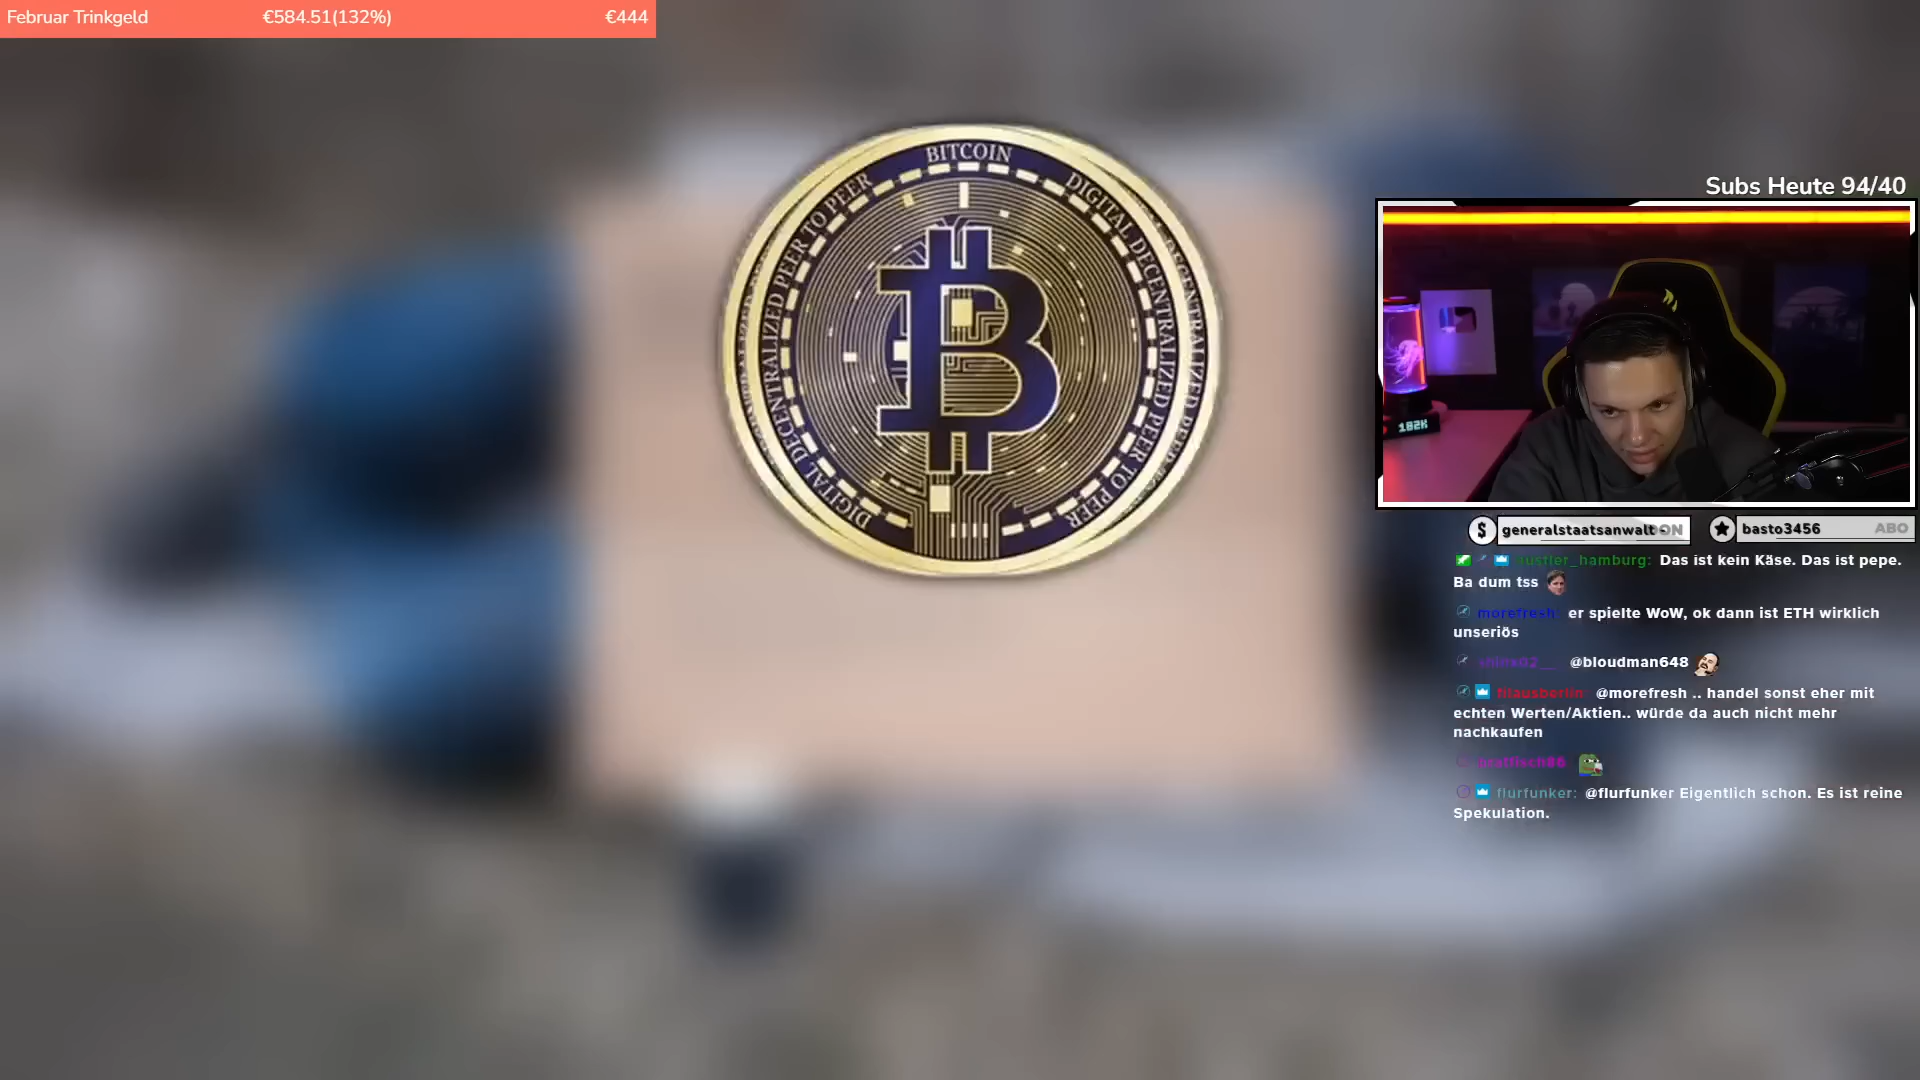 Februar Trinkgeld €584.51(132%) €444
BITCOIN
DIGITAL DECENTRALIZED PEER TO PEER
DIGITAL DECENTRALIZED PEER TO PEER
Subs Heute 94/40
182K
$ generalstaatsanwalt -
basto3456 ABO
hamburg: Das ist kein Käse. Das ist pepe.
Ba dum tss
morefresh: er spielte WoW, ok dann ist ETH wirklich
unseriös
@bloudman648
fitausberlin: @morefresh .. handel sonst eher mit
echten Werten/Aktien.. würde da auch nicht mehr
nachkaufen
flurfunker: @flurfunker Eigentlich schon. Es ist reine
Spekulation.